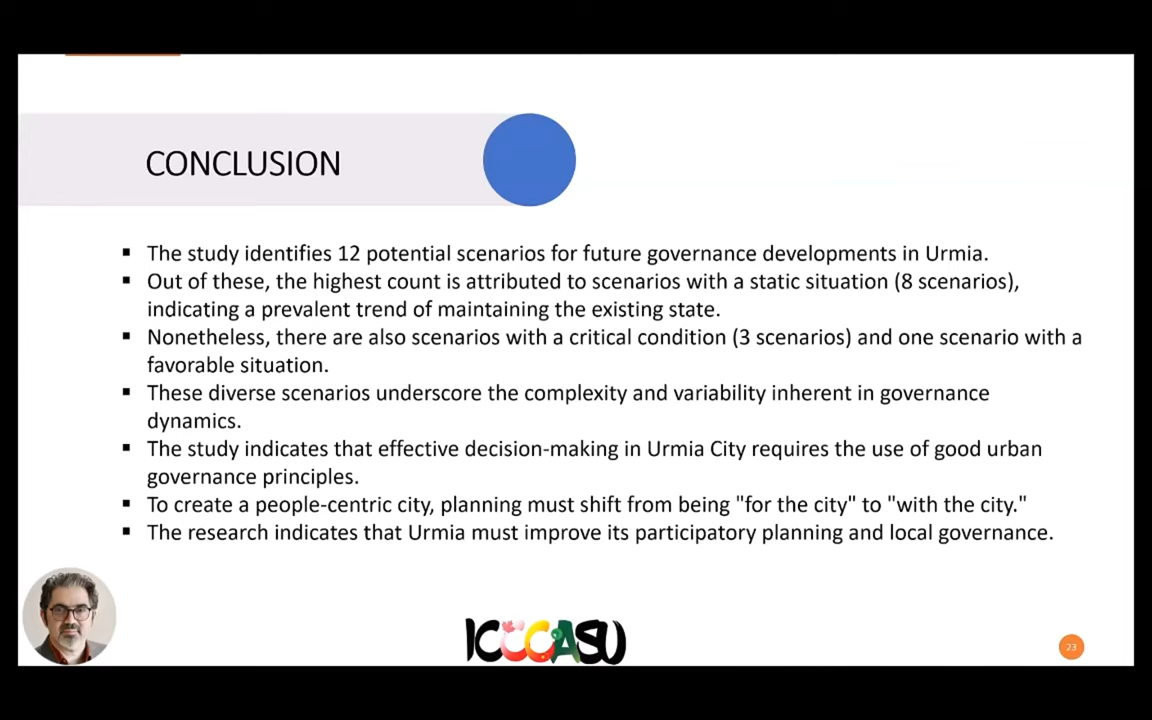 CONCLUSION
▪ The study identifies 12 potential scenarios for future governance developments in Urmia.
▪ Out of these, the highest count is attributed to scenarios with a static situation (8 scenarios),
indicating a prevalent trend of maintaining the existing state.
▪ Nonetheless, there are also scenarios with a critical condition (3 scenarios) and one scenario with a
favorable situation.
▪ These diverse scenarios underscore the complexity and variability inherent in governance
dynamics.
▪ The study indicates that effective decision-making in Urmia City requires the use of good urban
governance principles.
▪ To create a people-centric city, planning must shift from being "for the city" to "with the city."
▪ The research indicates that Urmia must improve its participatory planning and local governance.
ICCCASU
23